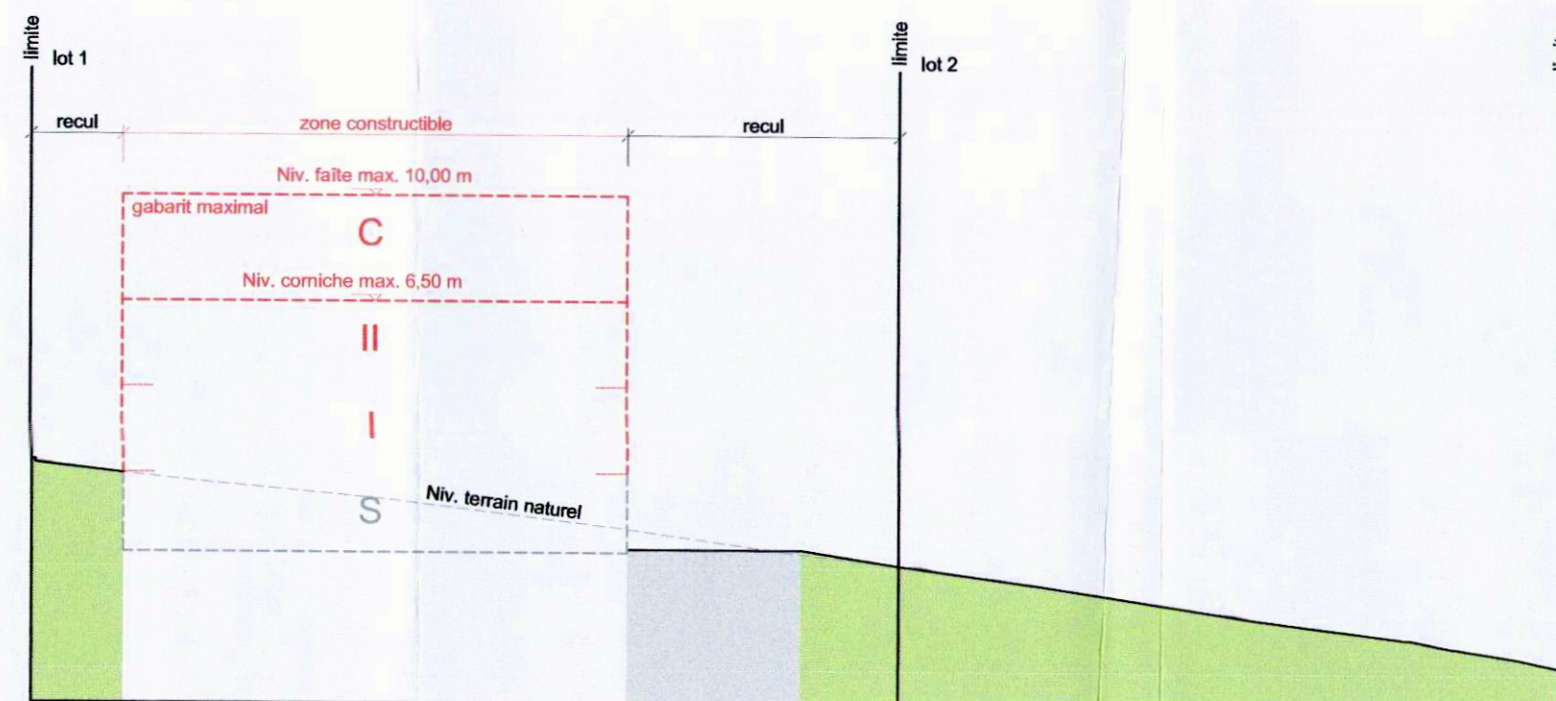 limite
lot 1
limite
lot 2
recul
zone constructible
recul
Niv. faîte max. 10,00 m
gabarit maximal
C
Niv. corniche max. 6,50 m
II
I
Niv. terrain naturel
S